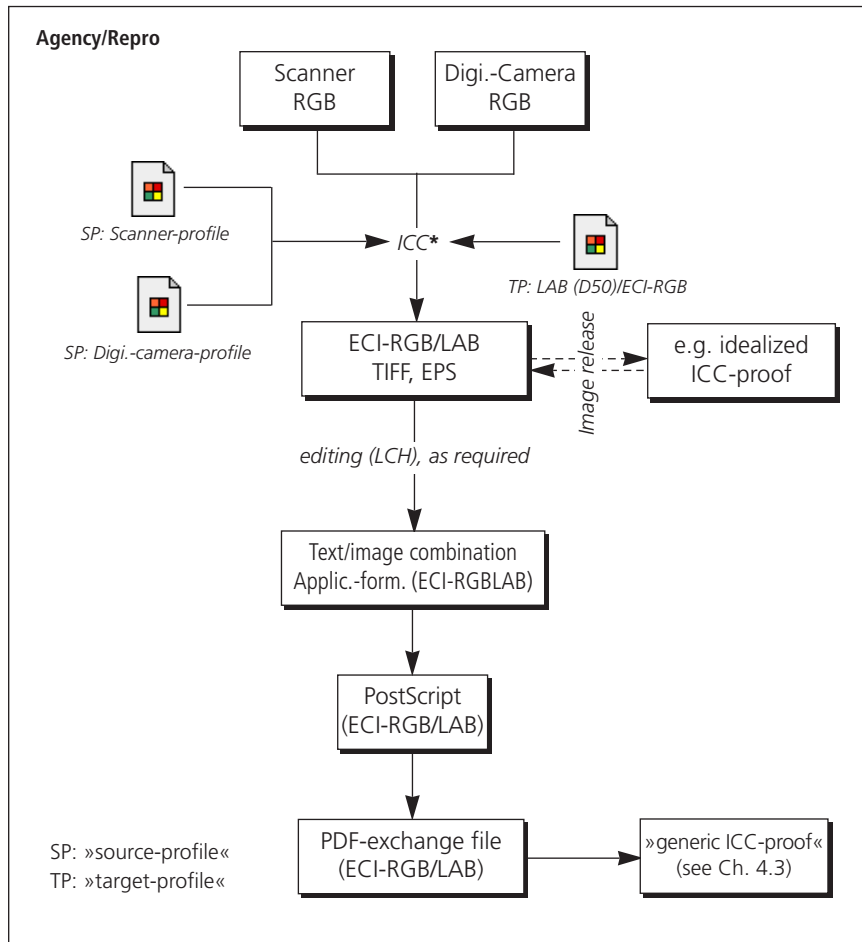 Agency/Repro
Scanner
RGB
Digi.-Camera
RGB
SP: Scanner-profile
ICC*
TP: LAB (D50)/ECI-RGB
SP: Digi.-camera-profile
ECI-RGB/LAB
TIFF, EPS
Image release
e.g. idealized
ICC-proof
editing (LCH), as required
Text/image combination
Applic.-form. (ECI-RGBLAB)
PostScript
(ECI-RGB/LAB)
PDF-exchange file
(ECI-RGB/LAB)
»generic ICC-proof«
(see Ch. 4.3)
SP: »source-profile«
TP: »target-profile«